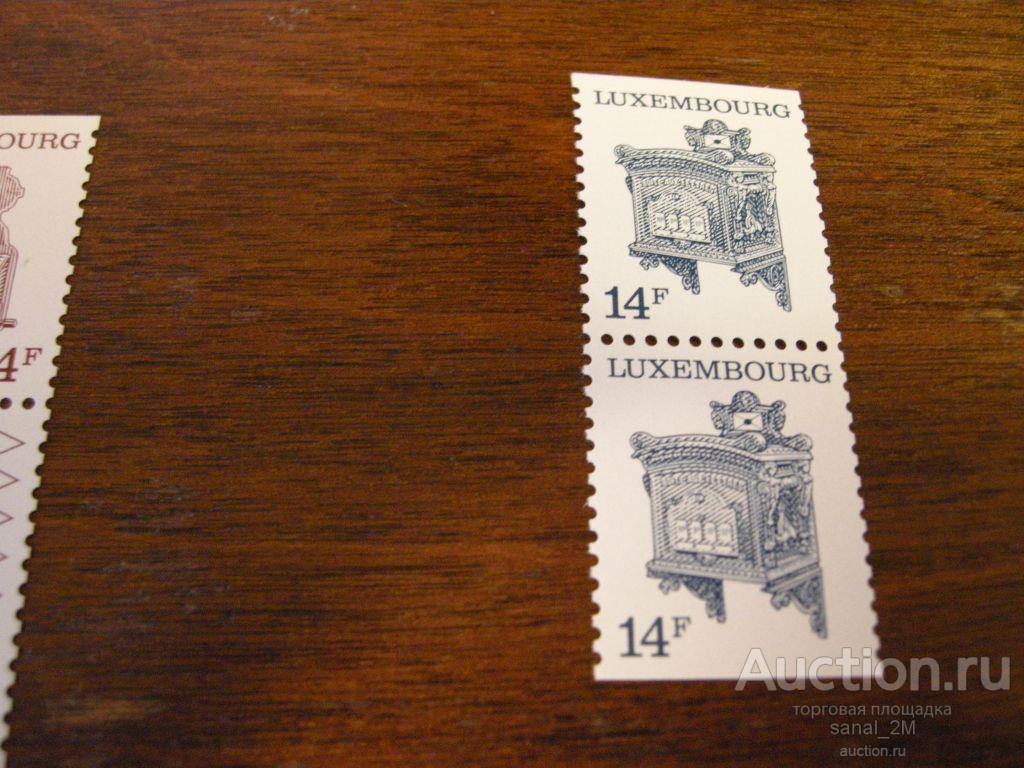 OURG
4F
LUXEMBOURG
14F
LUXEMBOURG
14F
Auction.ru
торговая площадка
sanal_2M
auction.ru